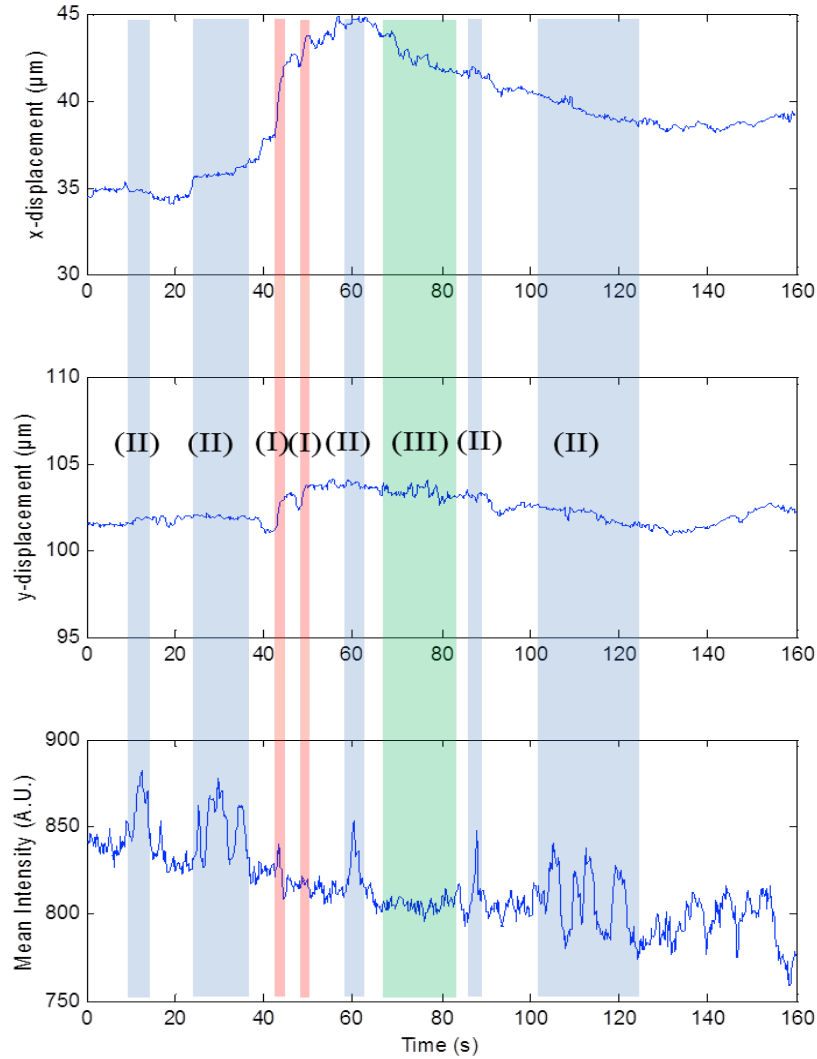 x-displacement (µm)
45
40
35
30
0 20 40 60 80 100 120 140 160
y-displacement (µm)
110
105
100
95
(II) (II) (I) (I) (II) (III) (II) (II)
0 20 40 60 80 100 120 140 160
Mean Intensity (A.U.)
900
850
800
750
0 20 40 60 80 100 120 140 160
Time (s)